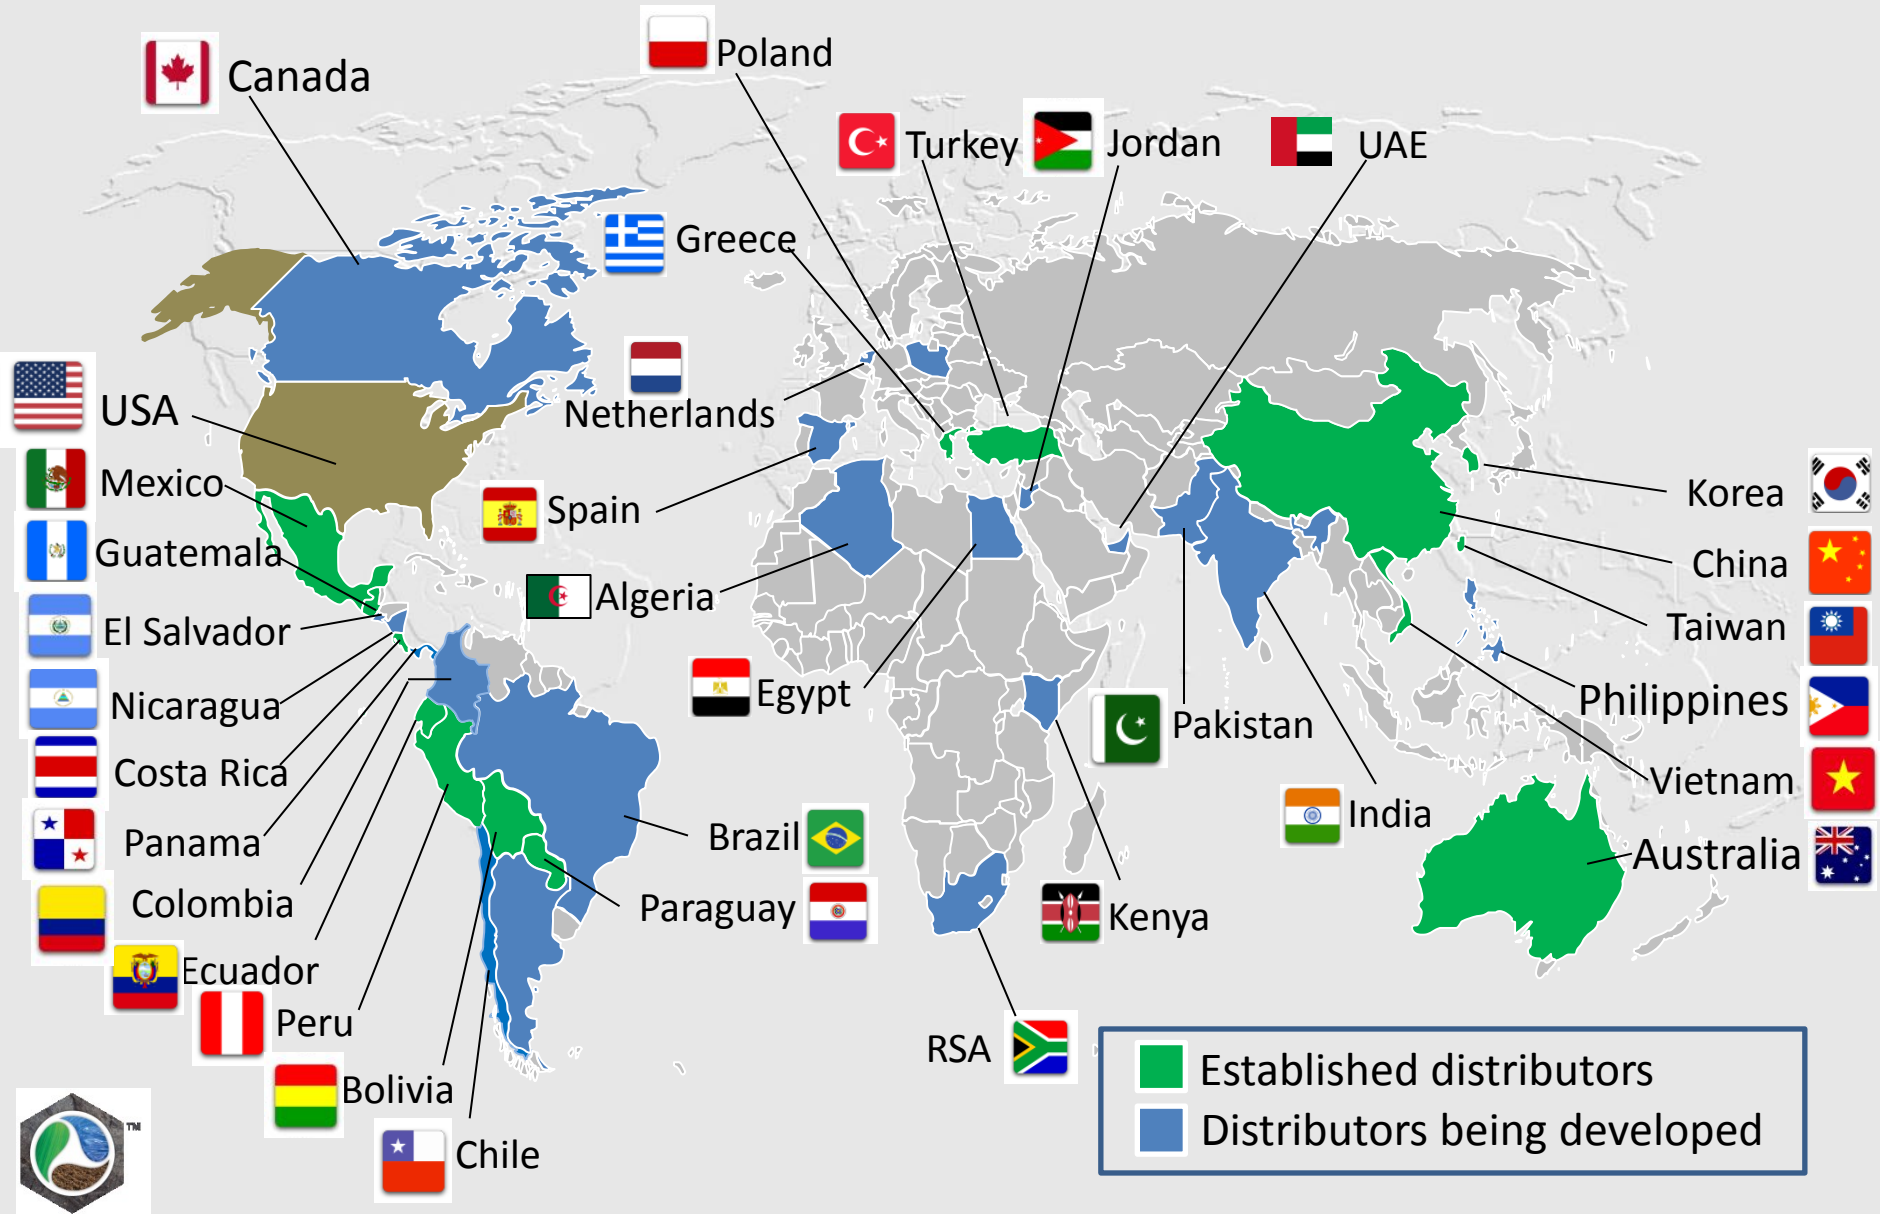 Canada
Poland
Turkey
Jordan
UAE
Greece
Netherlands
USA
Mexico
Spain
Korea
Guatemala
China
Algeria
El Salvador
Taiwan
Nicaragua
Egypt
Philippines
Pakistan
Costa Rica
Vietnam
India
Panama
Brazil
Australia
Colombia
Paraguay
Kenya
Ecuador
Peru
RSA
Bolivia
Chile
Established distributors
Distributors being developed
TM